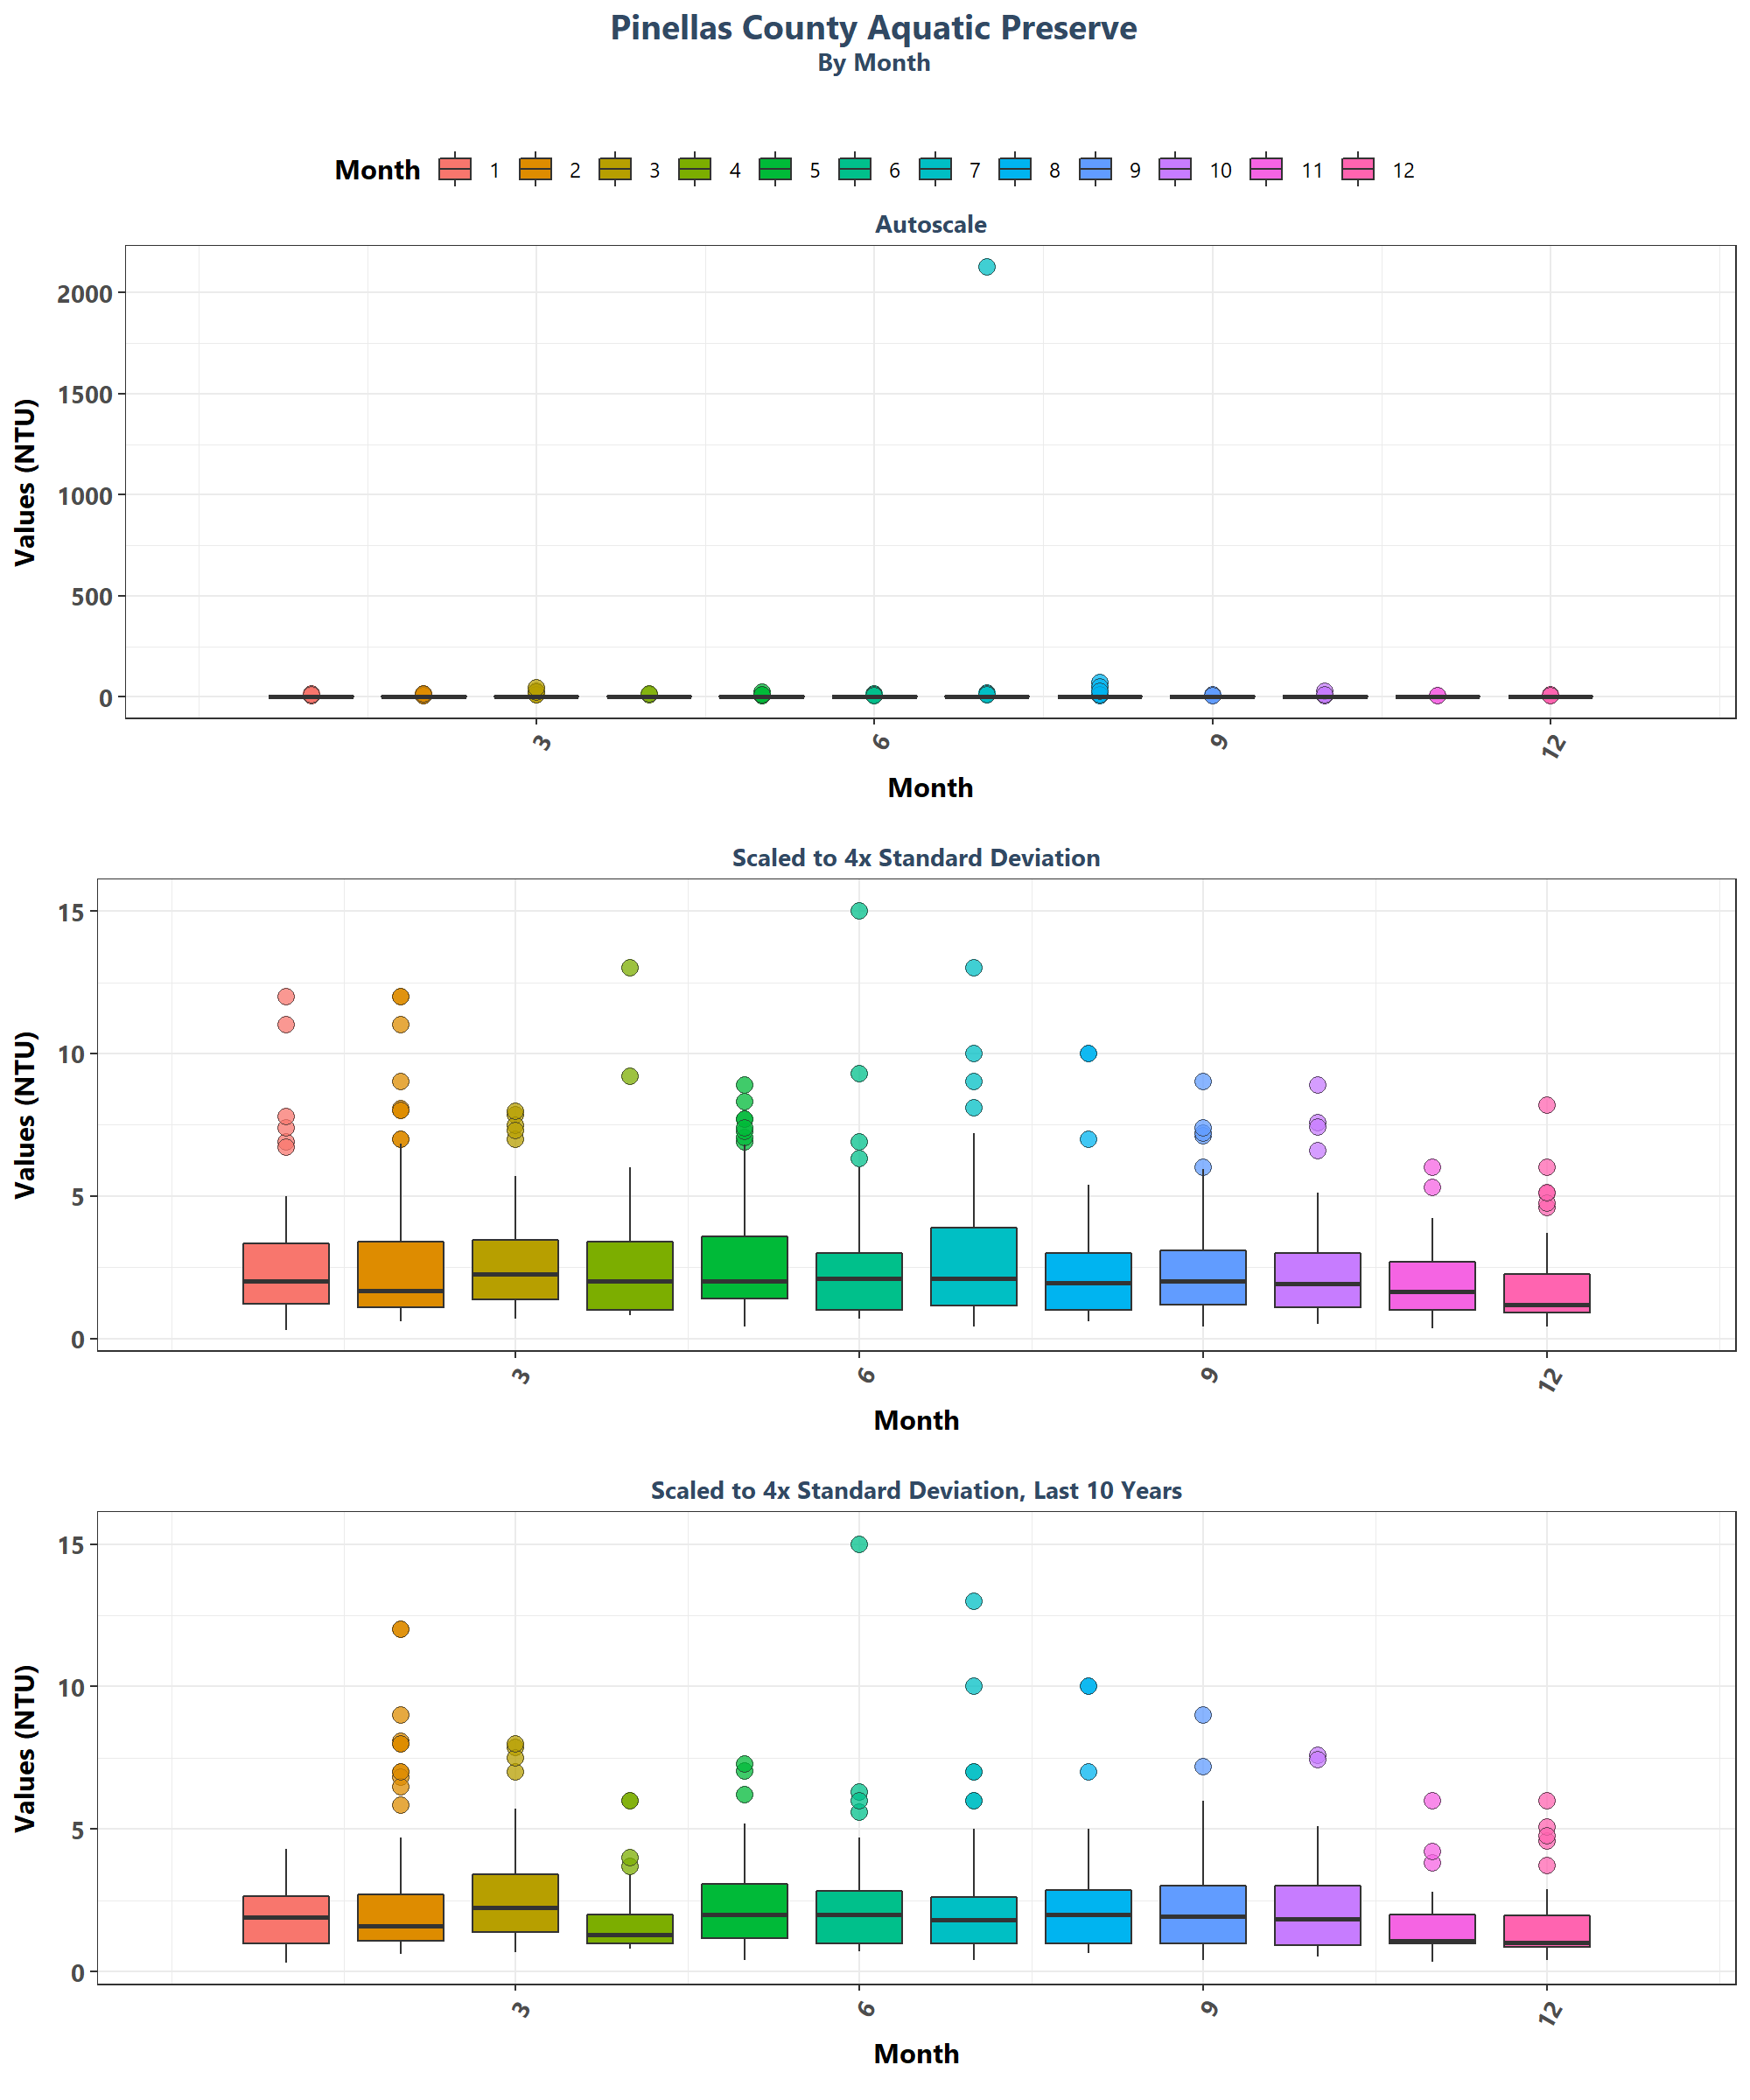 Pinellas County Aquatic Preserve
By Month
Month 1 2 3 4 5 6 7 8 9 10 11 12
Autoscale
Values (NTU)
2000
1500
1000
500
0
3 6 9 12
Month
Scaled to 4x Standard Deviation
Values (NTU)
15
10
5
0
3 6 9 12
Month
Scaled to 4x Standard Deviation, Last 10 Years
Values (NTU)
15
10
5
0
3 6 9 12
Month